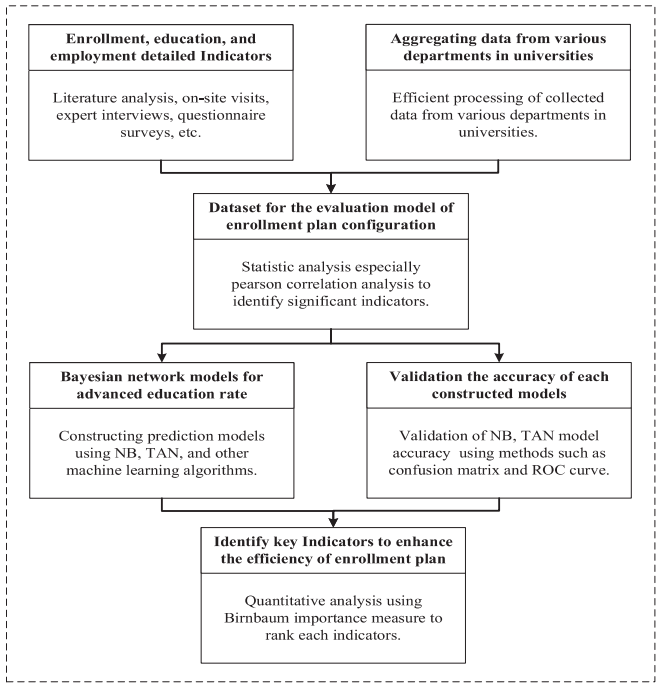 Enrollment, education, and
employment detailed Indicators
Literature analysis, on-site visits,
expert interviews, questionnaire
surveys, etc.
Aggregating data from various
departments in universities
Efficient processing of collected
data from various departments in
universities.
Dataset for the evaluation model of
enrollment plan configuration
Statistic analysis especially
pearson correlation analysis to
identify significant indicators.
Bayesian network models for
advanced education rate
Constructing prediction models
using NB, TAN, and other
machine learning algorithms.
Validation the accuracy of each
constructed models
Validation of NB, TAN model
accuracy using methods such as
confusion matrix and ROC curve.
Identify key Indicators to enhance
the efficiency of enrollment plan
Quantitative analysis using
Birnbaum importance measure to
rank each indicators.